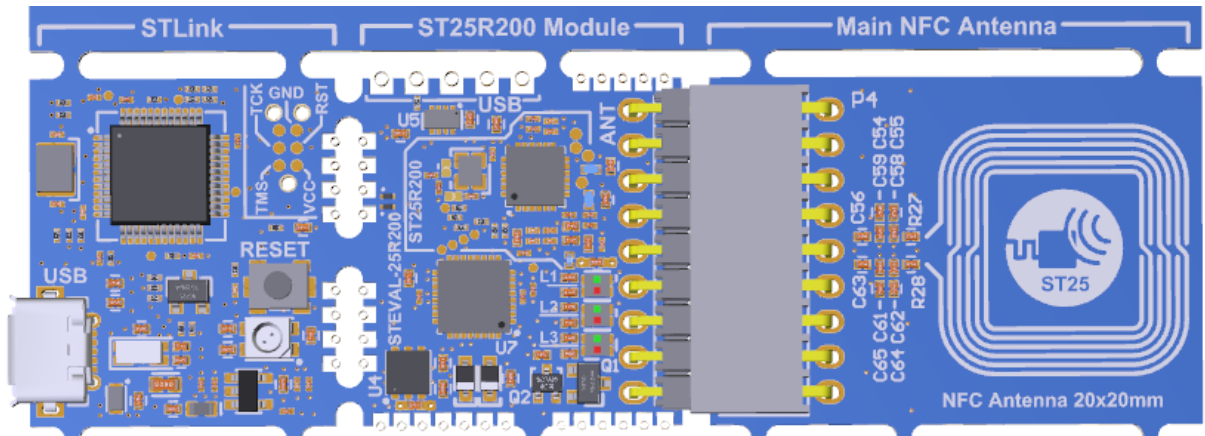 STLink
ST25R200 Module
Main NFC Antenna
TCK
GND
RST
TMS
VCC
RESET
USB
USB
U5
ANT
ST25R200
STEVAL-25R200
L1
L2
L3
U7
U4
Q2
Q1
P4
C54
C55
C59
C58
C56
R27
C63
R28
C61
C62
C65
C64
ST25
NFC Antenna 20x20mm